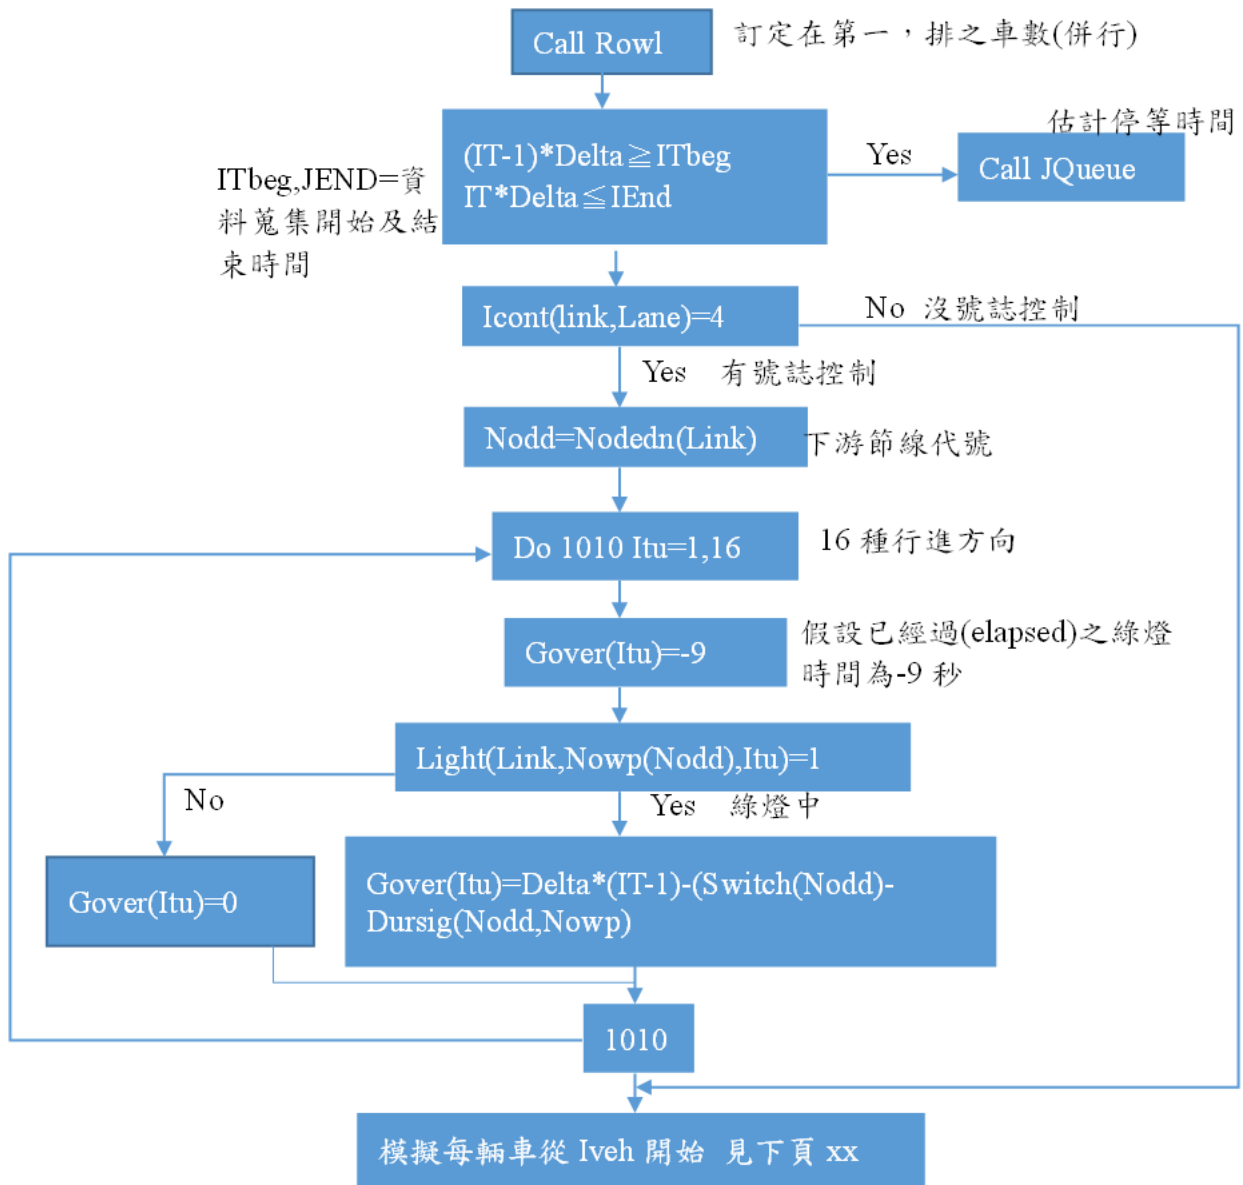 Call Rowl
訂定在第一，排之車數(併行)
(IT-1)*Delta≧ITbeg
IT*Delta≦IEnd
Yes
估計停等時間
Call JQueue
ITbeg,JEND=資
料蒐集開始及結
束時間
Icont(link,Lane)=4
No 沒號誌控制
Yes 有號誌控制
Nodd=Nodedn(Link)
下游節線代號
Do 1010 Itu=1,16
16 種行進方向
Gover(Itu)=-9
假設已經過(elapsed)之綠燈
時間為-9 秒
Light(Link,Nowp(Nodd),Itu)=1
No
Yes 綠燈中
Gover(Itu)=0
Gover(Itu)=Delta*(IT-1)-(Switch(Nodd)-
Dursig(Nodd,Nowp)
1010
模擬每輛車從 Iveh 開始 見下頁 xx